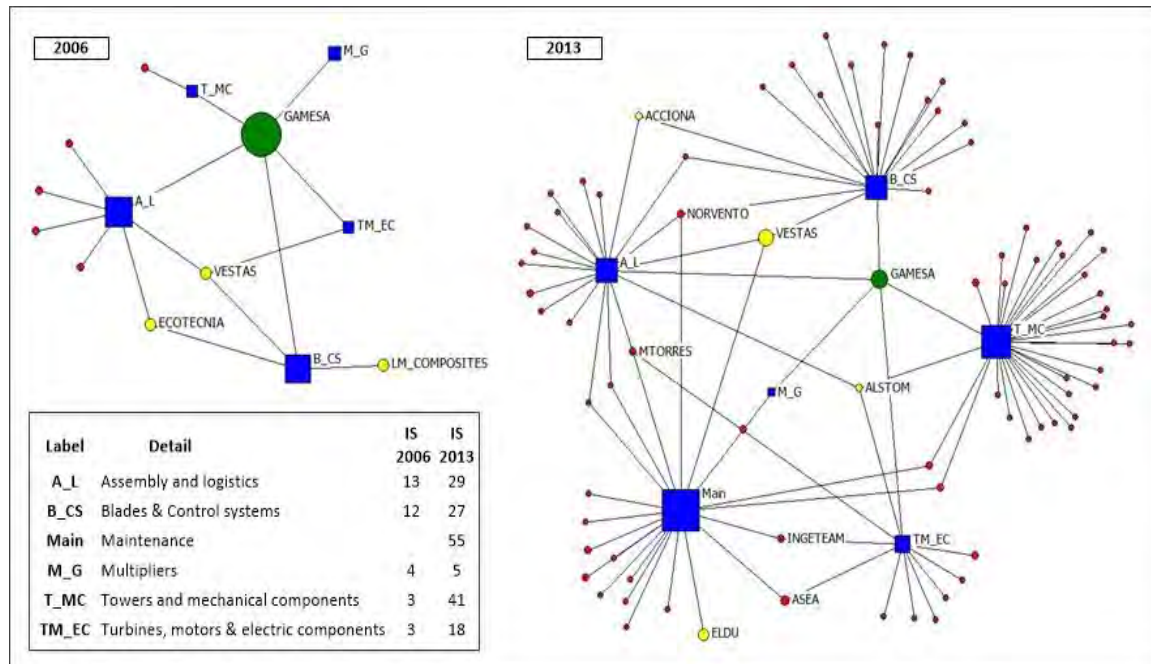 2006
M_G
T_MC
GAMESA
A_L
TM_EC
VESTAS
ECOTECNIA
B_CS
LM_COMPOSITES
Label Detail IS 2006 IS 2013
A_L Assembly and logistics 13 29
B_CS Blades & Control systems 12 27
Main Maintenance 55
M_G Multipliers 4 5
T_MC Towers and mechanical components 3 41
TM_EC Turbines, motors & electric components 3 18
2013
ACCIONA
B_CS
NORVENTO
VESTAS
A_L
GAMESA
T_MC
MTORRES
ALSTOM
M_G
Man
INGETEAM
TM_EC
ASEA
ELDU